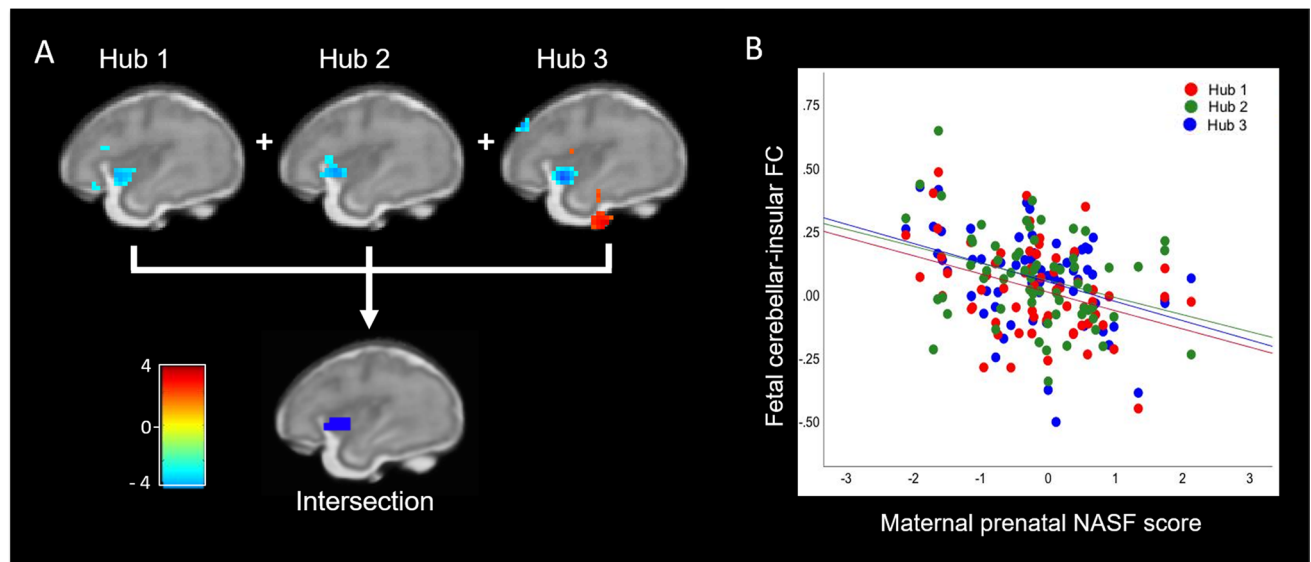 A
Hub 1
Hub 2
Hub 3
+
+
4
0
- 4
Intersection
B
Hub 1
Hub 2
Hub 3
.75
.50
.25
.00
-.25
-.50
Fetal cerebellar-insular FC
-3
-2
-1
0
1
2
3
Maternal prenatal NASF score